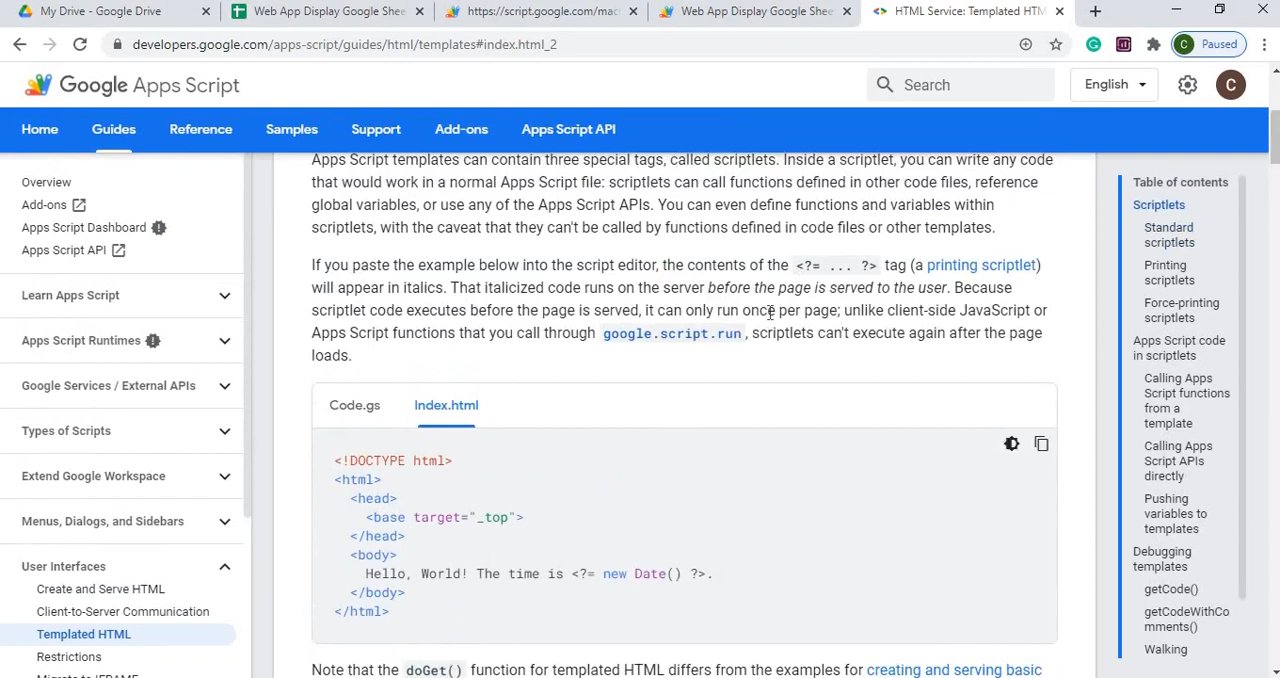 My Drive - Google Drive
Web App Display Google Shee
https://script.google.com/mac
Web App Display Google Shee
HTML Service: Templated HTM
developers.google.com/apps-script/guides/html/templates#index.html_2
C Paused
Google Apps Script
Search
English
C
Home Guides Reference Samples Support Add-ons Apps Script API
Overview
Add-ons
Apps Script Dashboard
Apps Script API
Learn Apps Script
Apps Script Runtimes
Google Services / External APIs
Types of Scripts
Extend Google Workspace
Menus, Dialogs, and Sidebars
User Interfaces
Create and Serve HTML
Client-to-Server Communication
Templated HTML
Restrictions
Apps Script templates can contain three special tags, called scriptlets. Inside a scriptlet, you can write any code
that would work in a normal Apps Script file: scriptlets can call functions defined in other code files, reference
global variables, or use any of the Apps Script APIs. You can even define functions and variables within
scriptlets, with the caveat that they can't be called by functions defined in code files or other templates.
If you paste the example below into the script editor, the contents of the <?= ... ?> tag (a printing scriptlet)
will appear in italics. That italicized code runs on the server before the page is served to the user. Because
scriptlet code executes before the page is served, it can only run once per page; unlike client-side JavaScript or
Apps Script functions that you call through google.script.run, scriptlets can't execute again after the page
loads.
Code.gs Index.html
<!DOCTYPE html>
<html>
<head>
<base target="_top">
</head>
<body>
Hello, World! The time is <?= new Date() ?>.
</body>
</html>
Note that the doGet() function for templated HTML differs from the examples for creating and serving basic
Table of contents
Scriptlets
Standard
scriptlets
Printing
scriptlets
Force-printing
scriptlets
Apps Script code
in scriptlets
Calling Apps
Script functions
from a
template
Calling Apps
Script APIs
directly
Pushing
variables to
templates
Debugging
templates
getCode()
getCodeWithCo
mments()
Walking